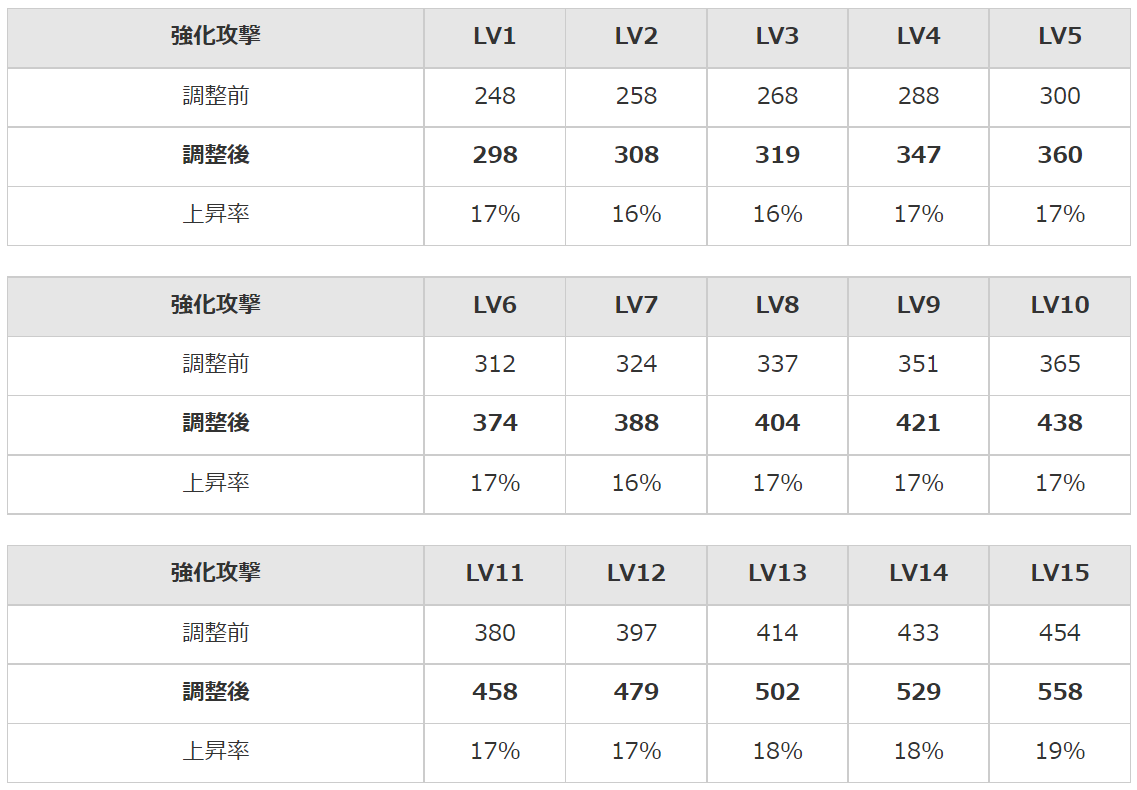 強化攻撃 LV1 LV2 LV3 LV4 LV5
調整前 248 258 268 288 300
調整後 298 308 319 347 360
上昇率 17% 16% 16% 17% 17%
強化攻撃 LV6 LV7 LV8 LV9 LV10
調整前 312 324 337 351 365
調整後 374 388 404 421 438
上昇率 17% 16% 17% 17% 17%
強化攻撃 LV11 LV12 LV13 LV14 LV15
調整前 380 397 414 433 454
調整後 458 479 502 529 558
上昇率 17% 17% 18% 18% 19%